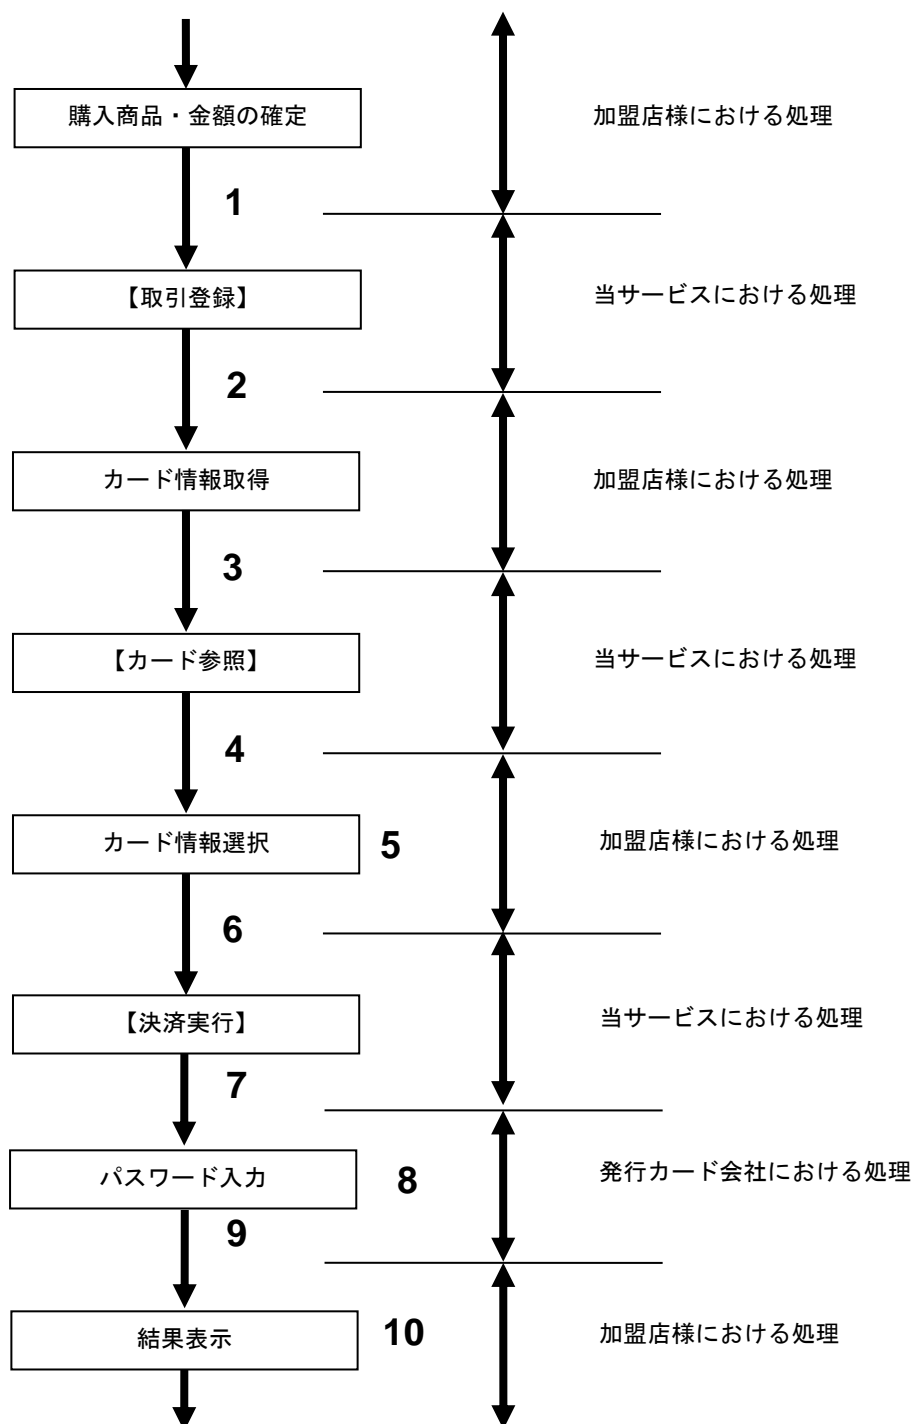 購入商品・金額の確定
加盟店様における処理
1
【取引登録】
当サービスにおける処理
2
カード情報取得
加盟店様における処理
3
【カード参照】
当サービスにおける処理
4
カード情報選択
5
加盟店様における処理
6
【決済実行】
当サービスにおける処理
7
パスワード入力
8
発行カード会社における処理
9
結果表示
10
加盟店様における処理